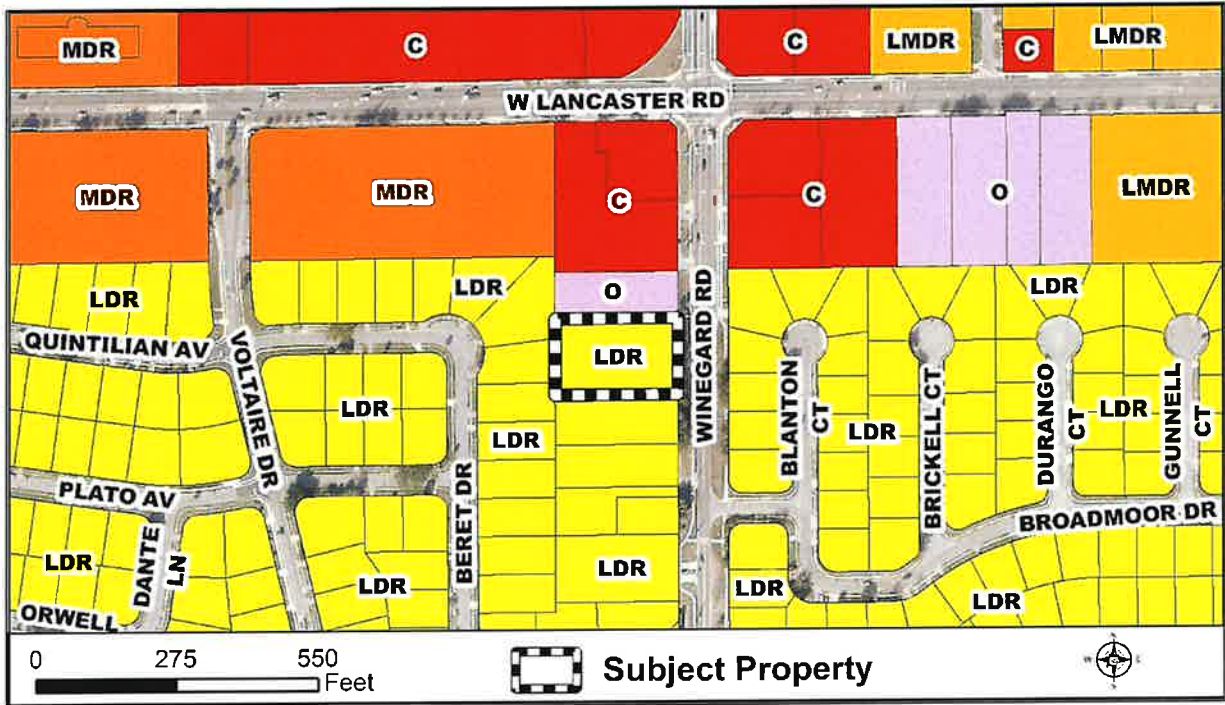 MDR
C
C
LMDR
C
LMDR
W LANCASTER RD
MDR
MDR
C
C
O
LMDR
LDR
LDR
O
LDR
QUINTILIAN AV
VOLTAIRE DR
LDR
WINEGARD RD
BLANTON
CT
BRICKELL CT
DURANGO
CT
GUNNELL
CT
LDR
LDR
LDR
LDR
PLATO AV
BERET DR
BROADMOOR DR
DANTE
LN
LDR
LDR
LDR
LDR
LDR
ORWELL
0 275 550
Feet
Subject Property
W E